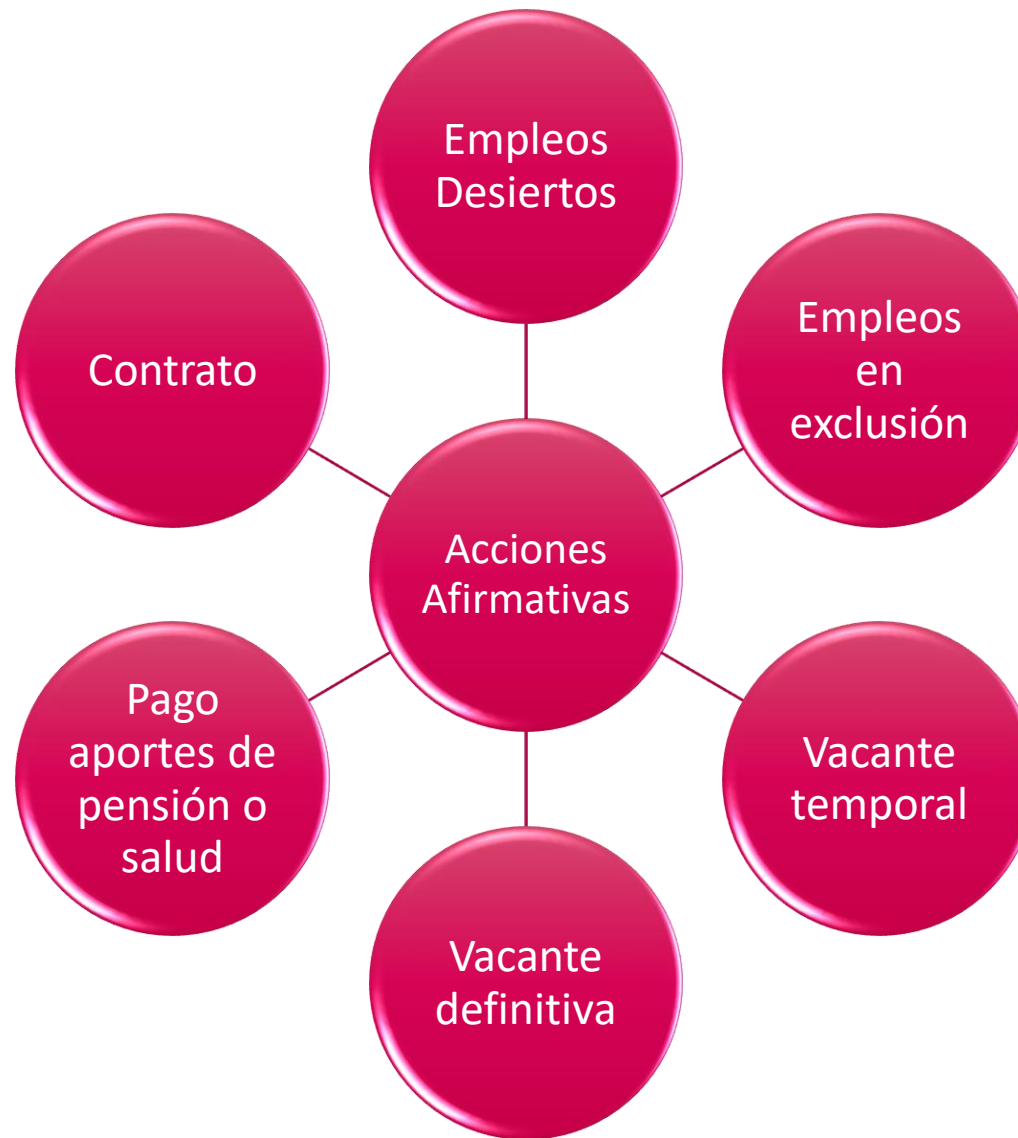 Empleos
Desiertos
Empleos
en
exclusión
Contrato
Acciones
Afirmativas
Vacante
temporal
Pago
aportes de
pensión o
salud
Vacante
definitiva